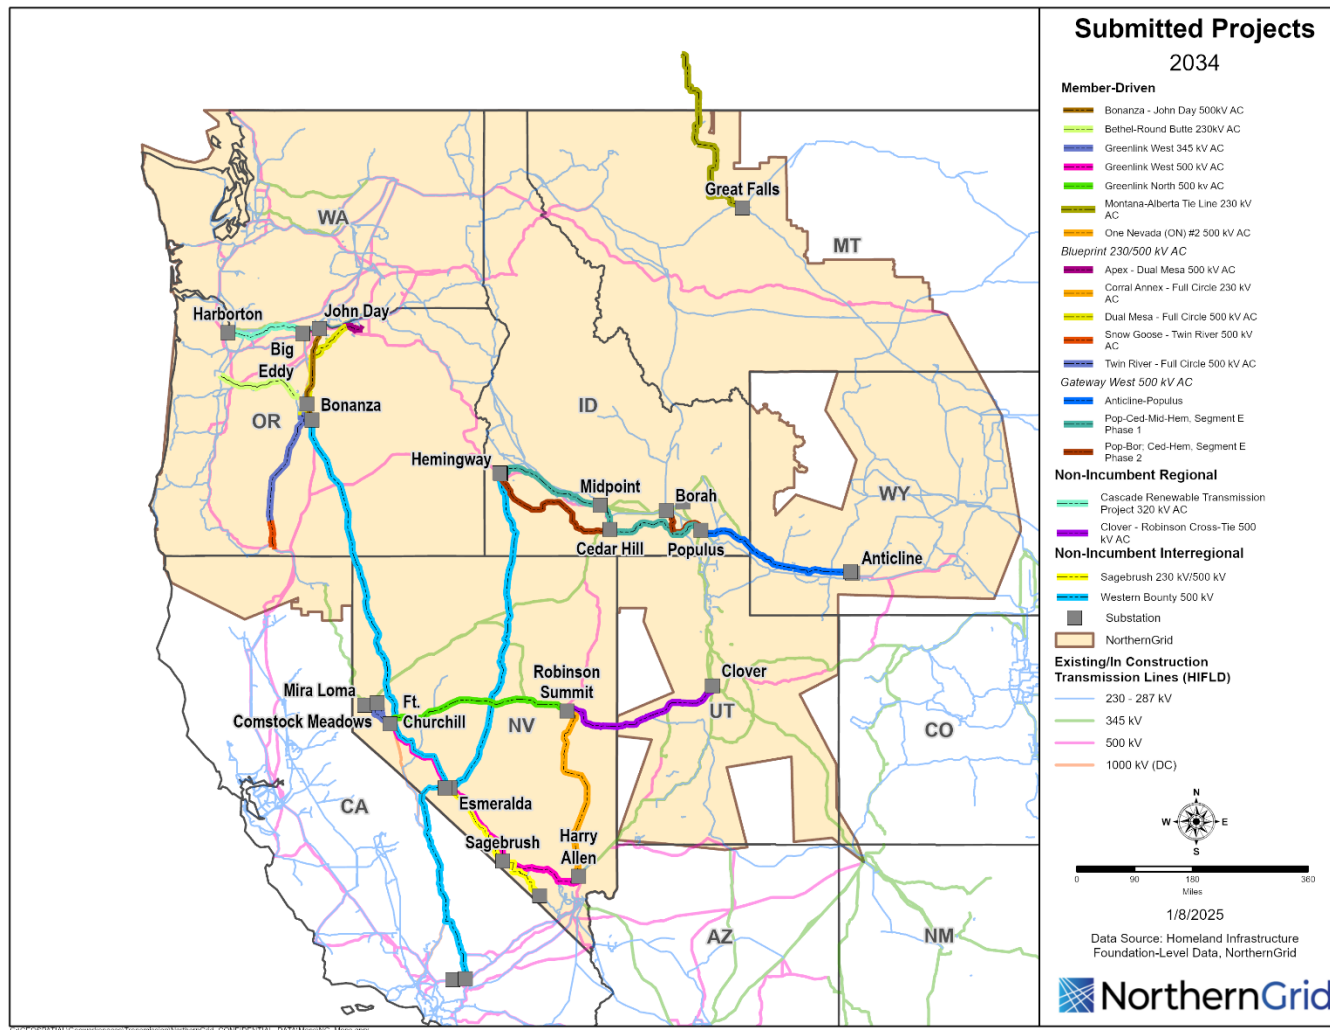 Submitted Projects
2034
Member-Driven
Bonanza - John Day 500kV AC
Bethel-Round Butte 230kV AC
Greenlink West 345 kV AC
Greenlink West 500 kv AC
Greenlink North 500 kv AC
Montana-Alberta Tie Line 230 kV
AC
One Nevada (ON) #2 500 kV AC
Blueprint 230/500 kV AC
Apex - Dual Mesa 500 kV AC
Corral Annex - Full Circle 230 kV
AC
Dual Mesa - Full Circle 500 kV AC
Snow Goose - Twin River 500 kV
AC
Twin River - Full Circle 500 kV AC
Gateway West 500 kV AC
Anticline-Populus
Pop-Ced-Mid-Hem, Segment E
Phase 1
Pop-Bor; Ced-Hem, Segment E
Phase 2
Non-Incumbent Regional
Cascade Renewable Transmission
Project 320 kV AC
Clover - Robinson Cross-Tie 500
kV AC
Non-Incumbent Interregional
Sagebrush 230 kV/500 kV
Western Bounty 500 kV
Substation
NorthernGrid
Existing/In Construction
Transmission Lines (HIFLD)
230 - 287 kV
345 kV
500 kV
1000 kV (DC)
N
W
E
S
0 90 180 360
Miles
1/8/2025
Data Source: Homeland Infrastructure
Foundation-Level Data, NorthernGrid
NorthernGrid
Great Falls
WA
MT
Harborton
John Day
Big
Eddy
Bonanza
OR
ID
Hemingway
Midpoint
Borah
WY
Cedar Hill
Populus
Anticline
Robinson
Summit
Clover
Mira Loma
Ft.
Churchill
Comstock Meadows
NV
UT
CO
CA
Esmeralda
Sagebrush
Harry
Allen
AZ
NM